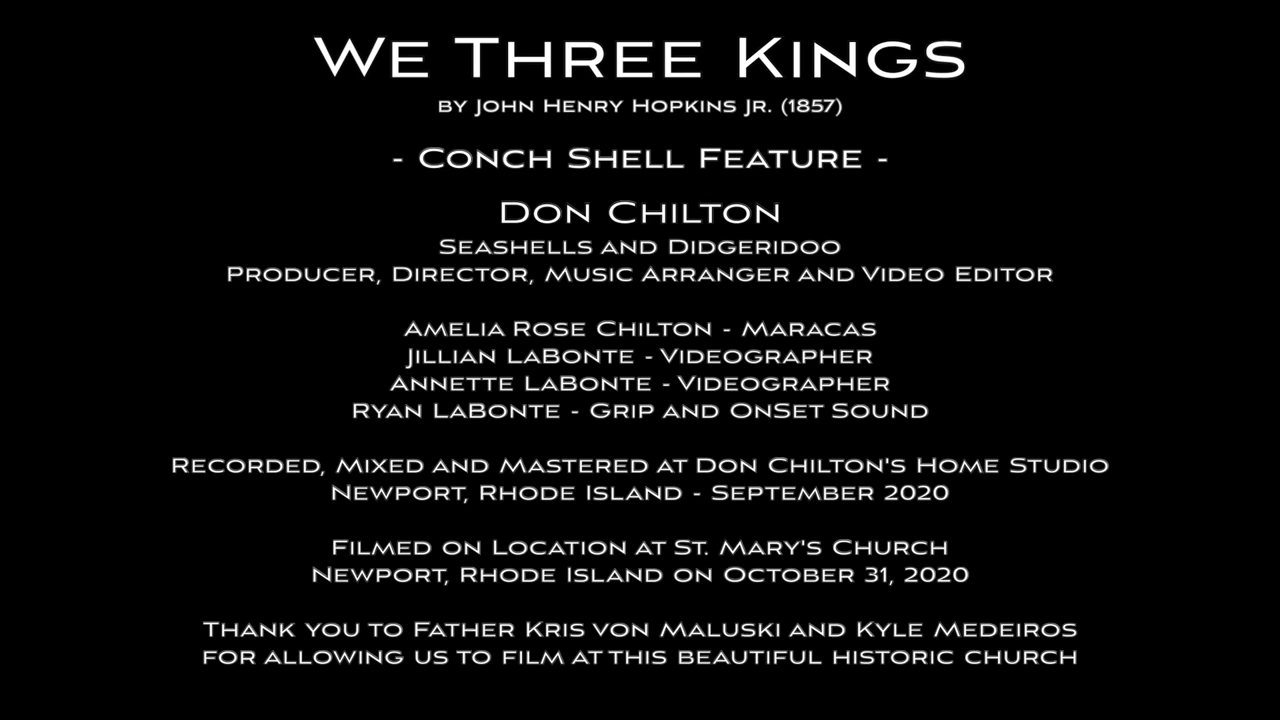 We Three Kings
by John Henry Hopkins Jr. (1857)
- Conch Shell Feature -
Don Chilton
Seashells and Didgeridoo
Producer, Director, Music Arranger and Video Editor
Amelia Rose Chilton - Maracas
Jillian LaBonte - Videographer
Annette LaBonte - Videographer
Ryan LaBonte - Grip and OnSet Sound
Recorded, Mixed and Mastered at Don Chilton's Home Studio
Newport, Rhode Island - September 2020
Filmed on Location at St. Mary's Church
Newport, Rhode Island on October 31, 2020
Thank you to Father Kris von Maluski and Kyle Medeiros
for allowing us to film at this beautiful historic church